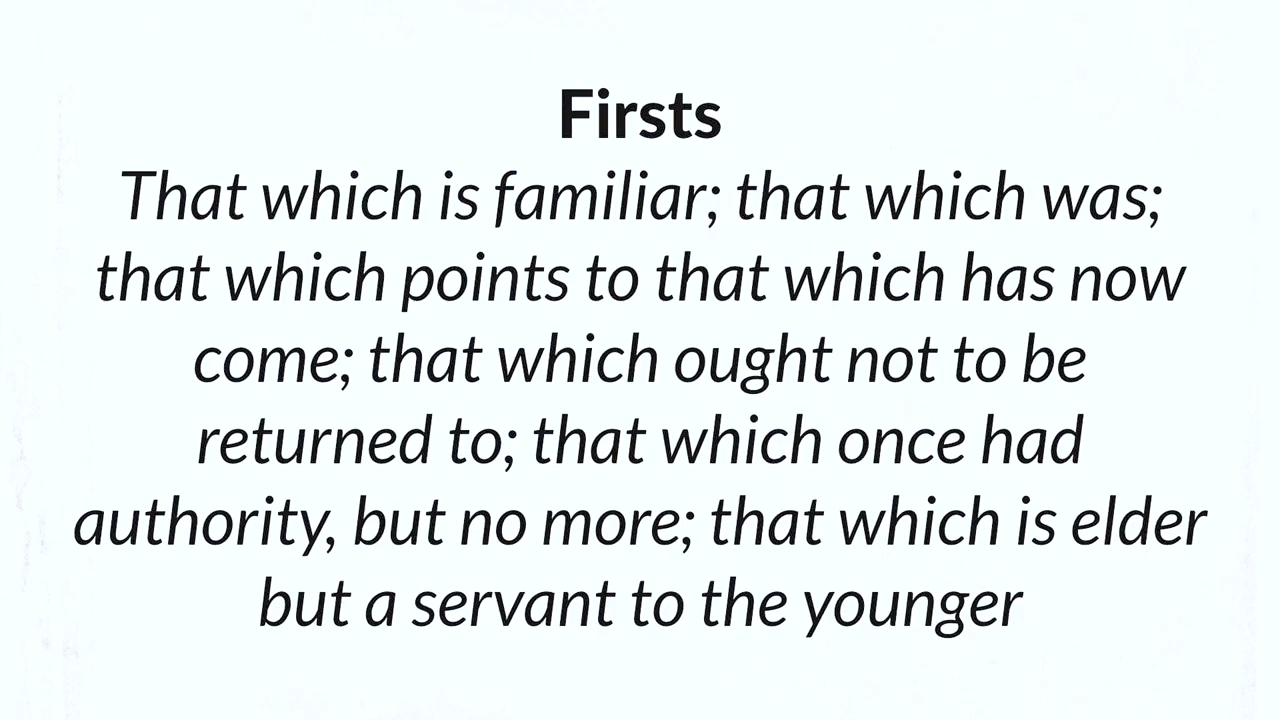 Firsts
That which is familiar; that which was;
that which points to that which has now
come; that which ought not to be
returned to; that which once had
authority, but no more; that which is elder
but a servant to the younger